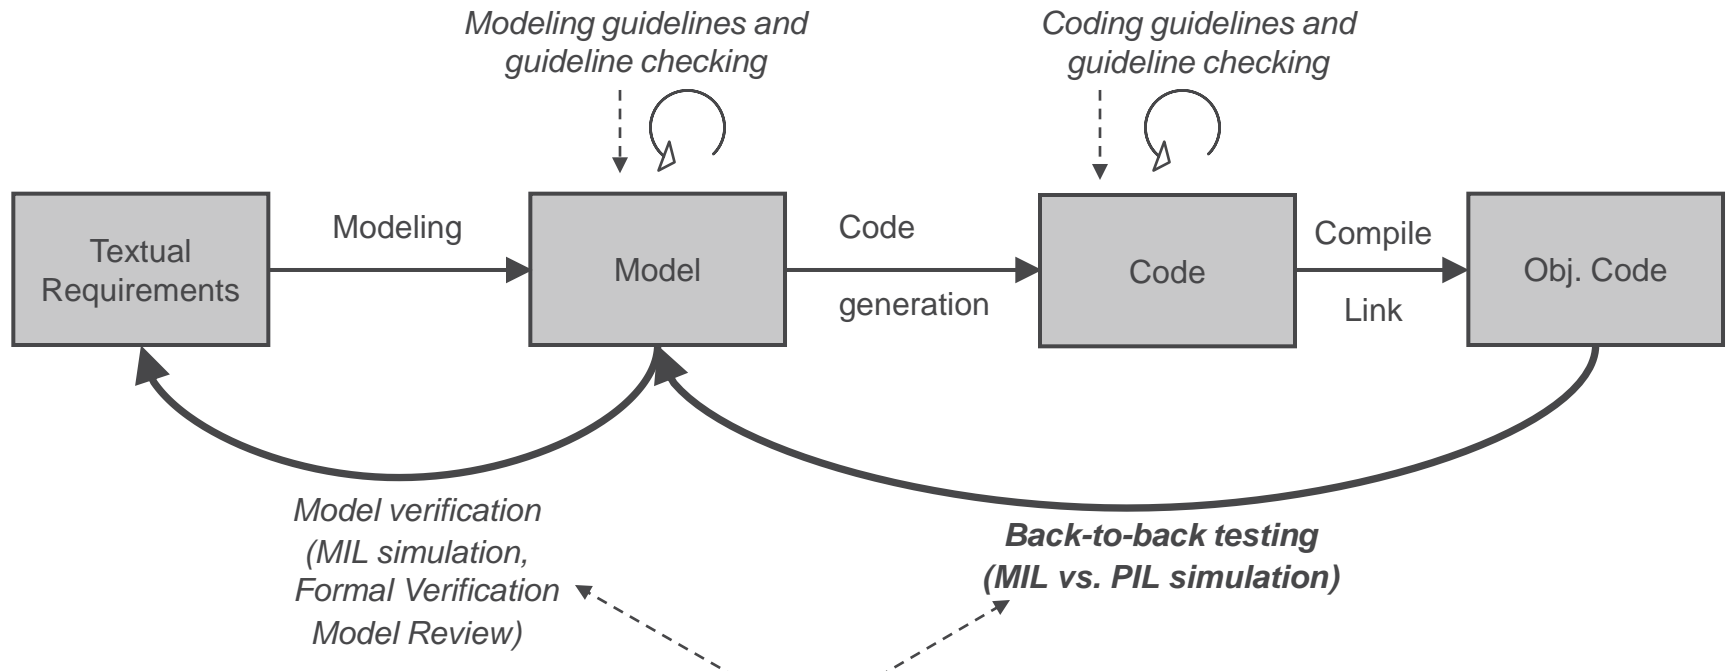 Modeling guidelines and
guideline checking
Coding guidelines and
guideline checking
Textual
Requirements
Modeling
Model
Code
generation
Code
Compile
Link
Obj. Code
Model verification
(MIL simulation,
Formal Verification
Model Review)
Back-to-back testing
(MIL vs. PIL simulation)